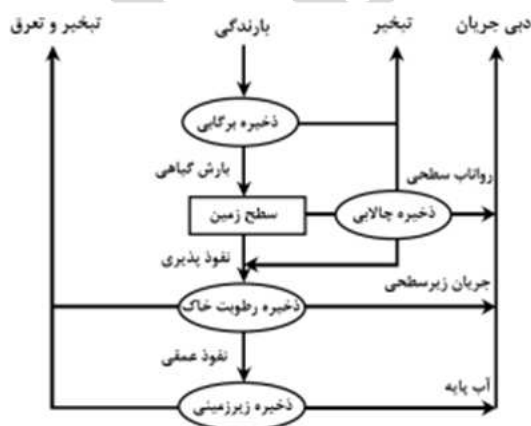 دبی جریان
تبخیر
بارندگی
تبخیر و تعرق
ذخیره برگابی
بارش گیاهی
رواناب سطحی
ذخیره چالابی
سطح زمین
نفوذ پذیری
جریان زیرسطحی
ذخیره رطوبت خاک
نفوذ عمقی
آب پایه
ذخیره زیرزمینی